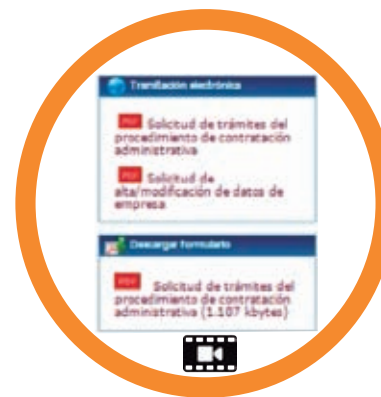 Tramitación electrónica
PDF Solicitud de trámites del
procedimiento de contratación
administrativa
PDF Solicitud de
alta/modificación de datos de
empresa
Descargar formulario
PDF Solicitud de trámites del
procedimiento de contratación
administrativa (1.107 kbytes)